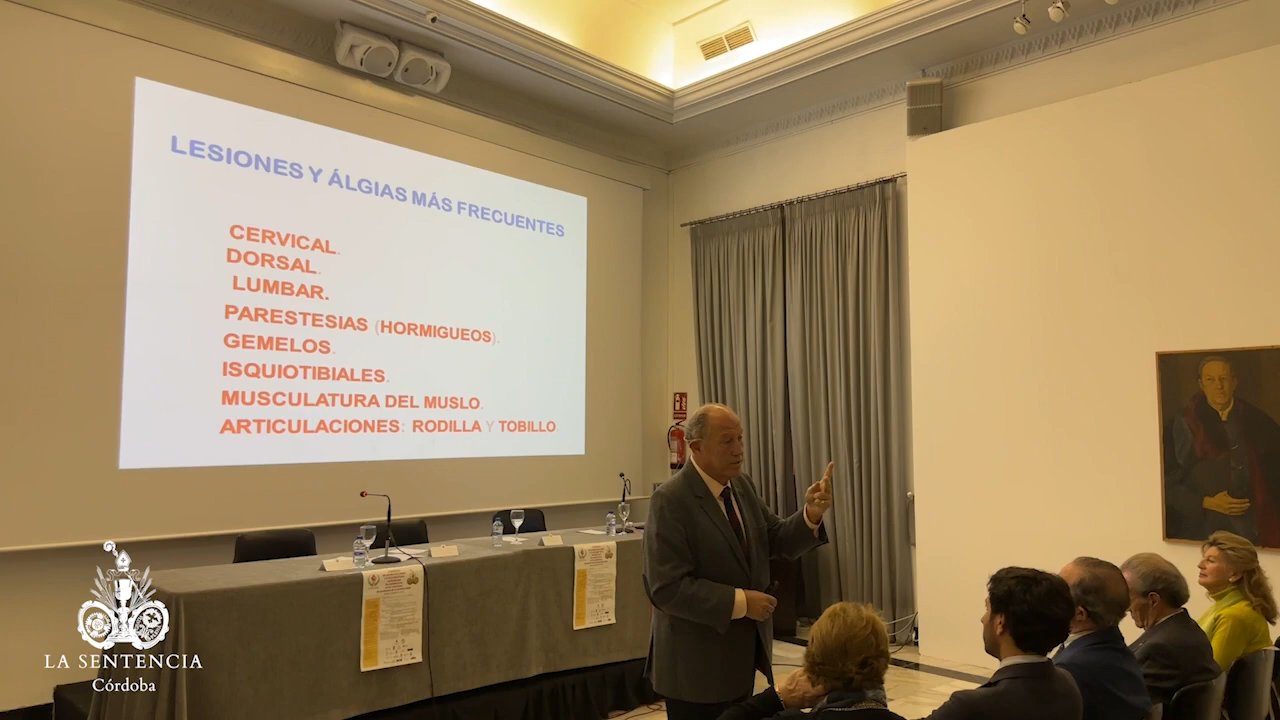 LESIONES Y ÁLGIAS MÁS FRECUENTES
CERVICAL.
DORSAL.
LUMBAR.
PARESTESIAS (HORMIGUEOS).
GEMELOS.
ISQUIOTIBIALES.
MUSCULATURA DEL MUSLO.
ARTICULACIONES: RODILLA Y TOBILLO.
LA SENTENCIA
Córdoba